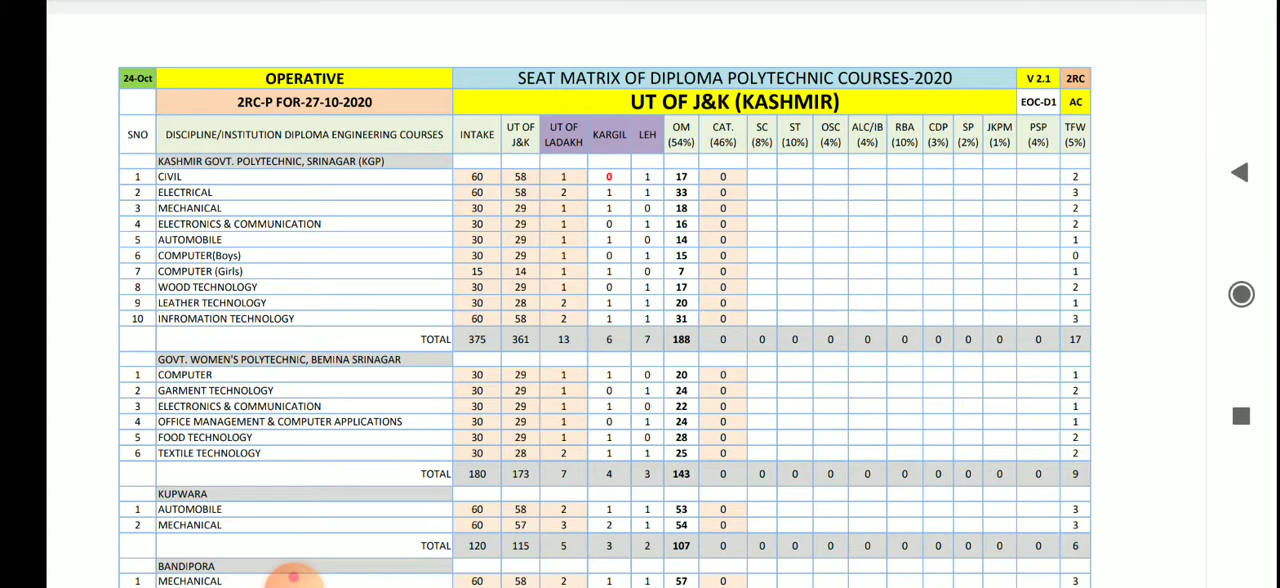 24-Oct OPERATIVE SEAT MATRIX OF DIPLOMA POLYTECHNIC COURSES-2020 V 2.1 2RC
2RC-P FOR-27-10-2020 UT OF J&K (KASHMIR) EOC-D1 AC
SNO DISCIPLINE/INSTITUTION DIPLOMA ENGINEERING COURSES INTAKE UT OF J&K UT OF LADAKH KARGIL LEH OM (54%) CAT. (46%) SC (8%) ST (10%) OSC (4%) ALC/IB (4%) RBA (10%) CDP (3%) SP (2%) JKPM (1%) PSP (4%) TFW (5%)
KASHMIR GOVT. POLYTECHNIC, SRINAGAR (KGP)
1 CIVIL 60 58 1 0 1 17 0 2
2 ELECTRICAL 60 58 2 1 1 33 0 3
3 MECHANICAL 30 29 1 1 0 18 0 2
4 ELECTRONICS & COMMUNICATION 30 29 1 0 1 16 0 2
5 AUTOMOBILE 30 29 1 1 0 14 0 1
6 COMPUTER(Boys) 30 29 1 0 1 15 0 0
7 COMPUTER (Girls) 15 14 1 1 0 7 0 1
8 WOOD TECHNOLOGY 30 29 1 0 1 17 0 2
9 LEATHER TECHNOLOGY 30 28 2 1 1 20 0 1
10 INFROMATION TECHNOLOGY 60 58 2 1 1 31 0 3
TOTAL 375 361 13 6 7 188 0 0 0 0 0 0 0 0 0 0 17
GOVT. WOMEN'S POLYTECHNIC, BEMINA SRINAGAR
1 COMPUTER 30 29 1 1 0 20 0 1
2 GARMENT TECHNOLOGY 30 29 1 0 1 24 0 2
3 ELECTRONICS & COMMUNICATION 30 29 1 1 0 22 0 1
4 OFFICE MANAGEMENT & COMPUTER APPLICATIONS 30 29 1 0 1 24 0 1
5 FOOD TECHNOLOGY 30 29 1 1 0 28 0 2
6 TEXTILE TECHNOLOGY 30 28 2 1 1 25 0 2
TOTAL 180 173 7 4 3 143 0 0 0 0 0 0 0 0 0 0 9
KUPWARA
1 AUTOMOBILE 60 58 2 1 1 53 0 3
2 MECHANICAL 60 57 3 2 1 54 0 3
TOTAL 120 115 5 3 2 107 0 0 0 0 0 0 0 0 0 0 6
BANDIPORA
1 MECHANICAL 60 58 2 1 1 57 0 3